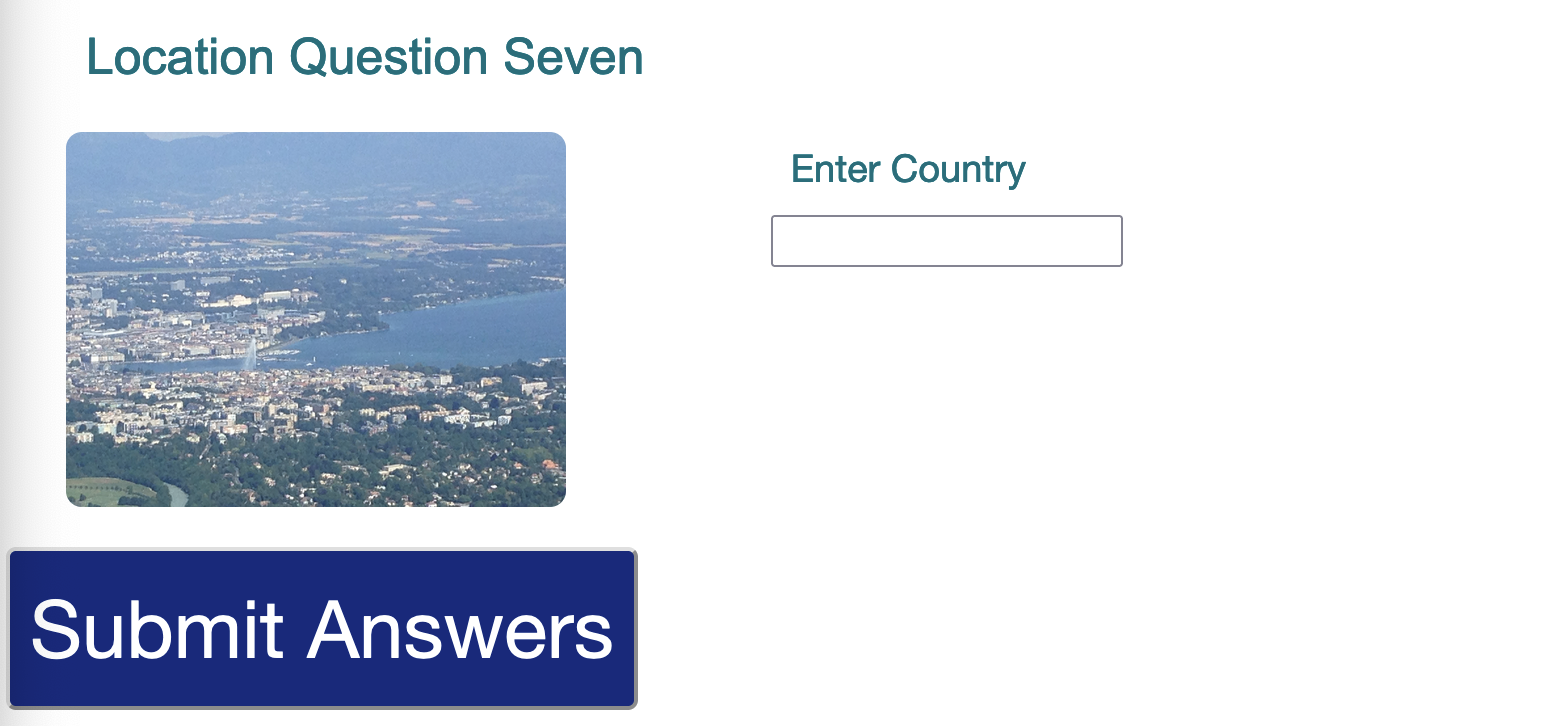 Location Question Seven
Enter Country
Submit Answers